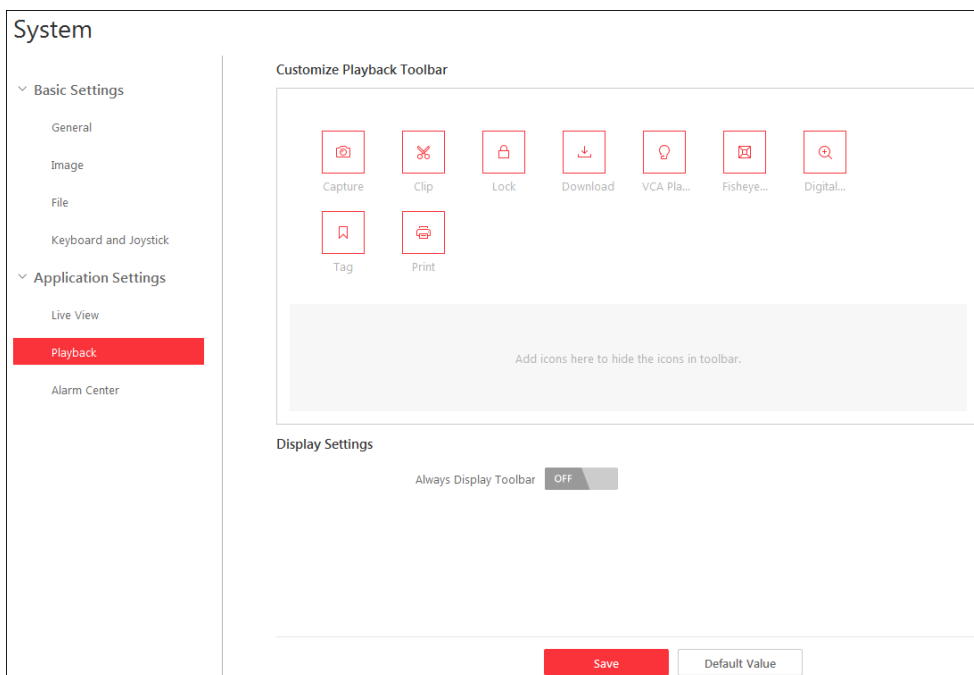 System
Basic Settings
General
Image
File
Keyboard and Joystick
Application Settings
Live View
Playback
Alarm Center
Customize Playback Toolbar
Capture
Clip
Lock
Download
VCA Pla...
Fisheye...
Digital...
Tag
Print
Add icons here to hide the icons in toolbar.
Display Settings
Always Display Toolbar OFF
Save
Default Value